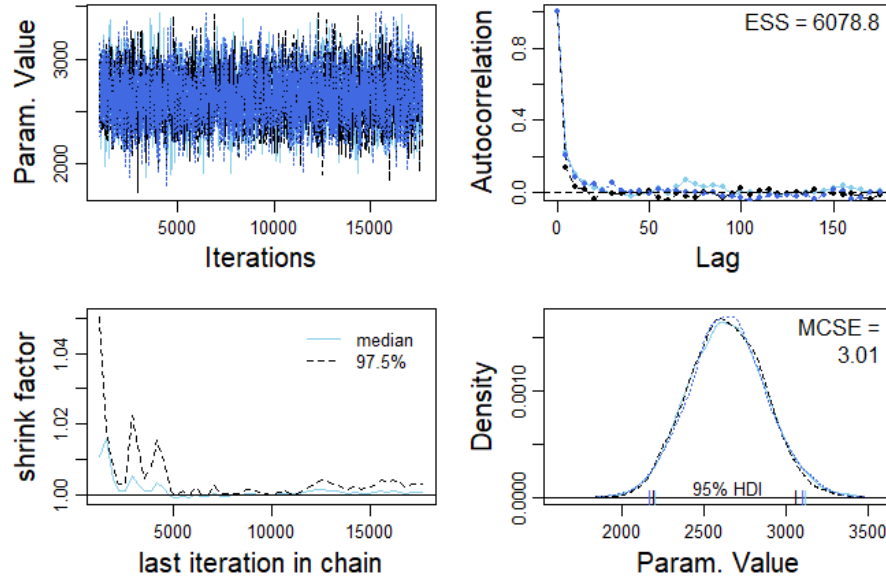 Param. Value
2000
3000
5000
10000
15000
Iterations
Autocorrelation
0.0
0.4
0.8
ESS = 6078.8
0
50
100
150
Lag
shrink factor
1.00
1.02
1.04
median
97.5%
5000
10000
15000
last iteration in chain
Density
0.0000
0.0010
MCSE =
3.01
95% HDI
2000
2500
3000
3500
Param. Value